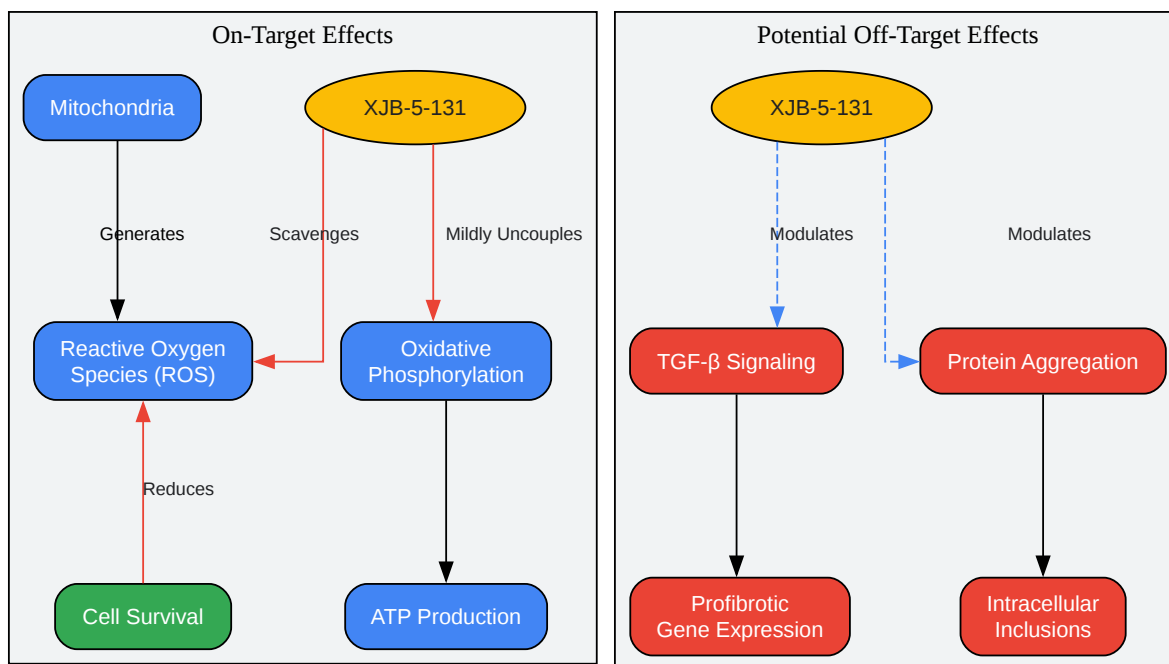 On-Target Effects
Mitochondria
XJB-5-131
Generates
Scavenges
Mildly Uncouples
Reactive Oxygen
Species (ROS)
Oxidative
Phosphorylation
Reduces
Cell Survival
ATP Production
Potential Off-Target Effects
XJB-5-131
Modulates
Modulates
TGF-β Signaling
Protein Aggregation
Profibrotic
Gene Expression
Intracellular
Inclusions